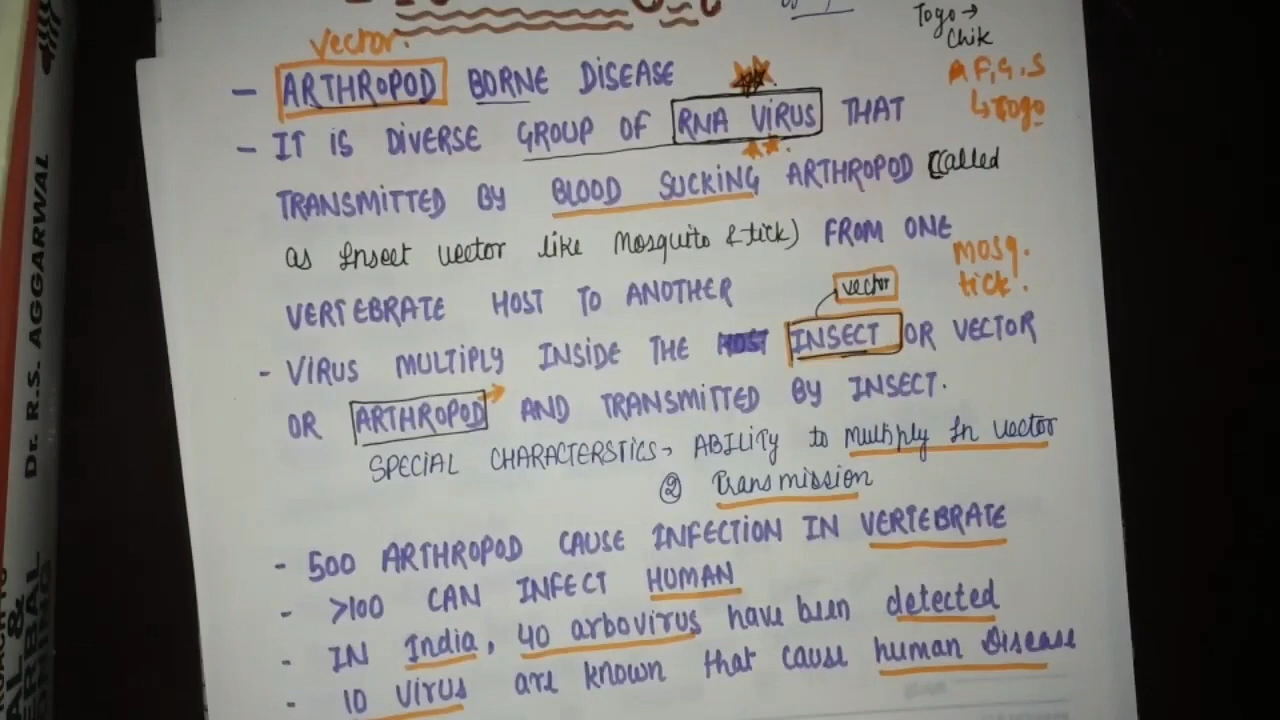 Togo →
Chik
Vector.
- ARTHROPOD BORNE DISEASE
A F, G, S
↳ Togo
- IT IS DIVERSE GROUP OF RNA VIRUS THAT
TRANSMITTED BY BLOOD SUCKING ARTHROPOD (Called
as Insect vector like Mosquito & tick) FROM ONE
Mosq.
tick.
VERTEBRATE HOST TO ANOTHER
vector
- VIRUS MULTIPLY INSIDE THE INSECT OR VECTOR
OR ARTHROPOD → AND TRANSMITTED BY INSECT.
SPECIAL CHARACTERSTICS → ABILITY to Multiply In vector
② Transmission
- 500 ARTHROPOD CAUSE INFECTION IN VERTEBRATE
- >100 CAN INFECT HUMAN
- IN India, 40 arbovirus have been detected
- 10 virus are known that cause human Disease
Dr. R.S. AGGARWAL